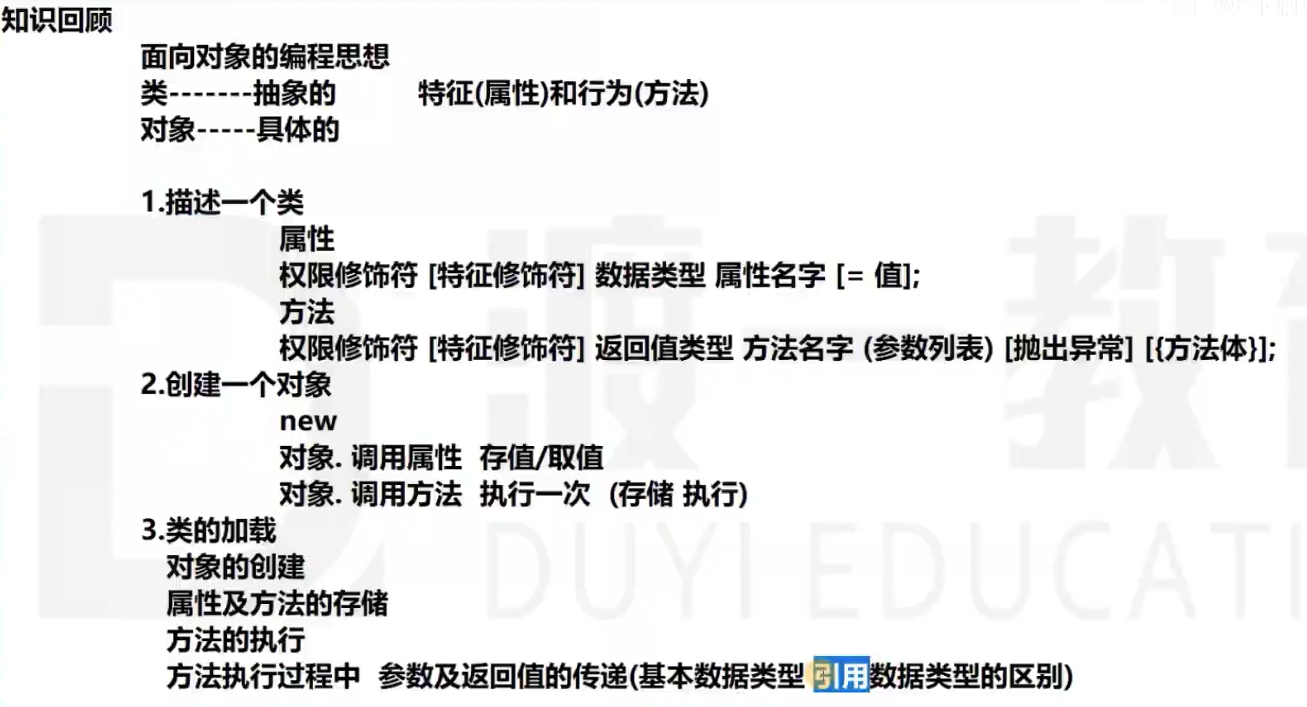 知识回顾
面向对象的编程思想
类-------抽象的 特征(属性)和行为(方法)
对象-----具体的
1.描述一个类
属性
权限修饰符 [特征修饰符] 数据类型 属性名字 [= 值];
方法
权限修饰符 [特征修饰符] 返回值类型 方法名字 (参数列表) [抛出异常] [{方法体}];
2.创建一个对象
new
对象. 调用属性 存值/取值
对象. 调用方法 执行一次 (存储 执行)
3.类的加载
对象的创建
属性及方法的存储
方法的执行
方法执行过程中 参数及返回值的传递(基本数据类型 引用数据类型的区别)
渡一教育
DUYI EDUCATI